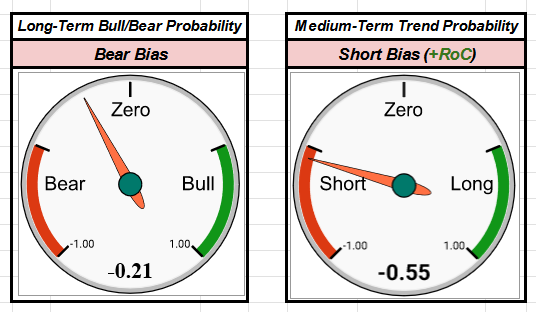 Long-Term Bull/Bear Probability
Bear Bias
Zero
Bear
Bull
-1.00
1.00
-0.21
Medium-Term Trend Probability
Short Bias (+RoC)
Zero
Short
Long
-1.00
1.00
-0.55